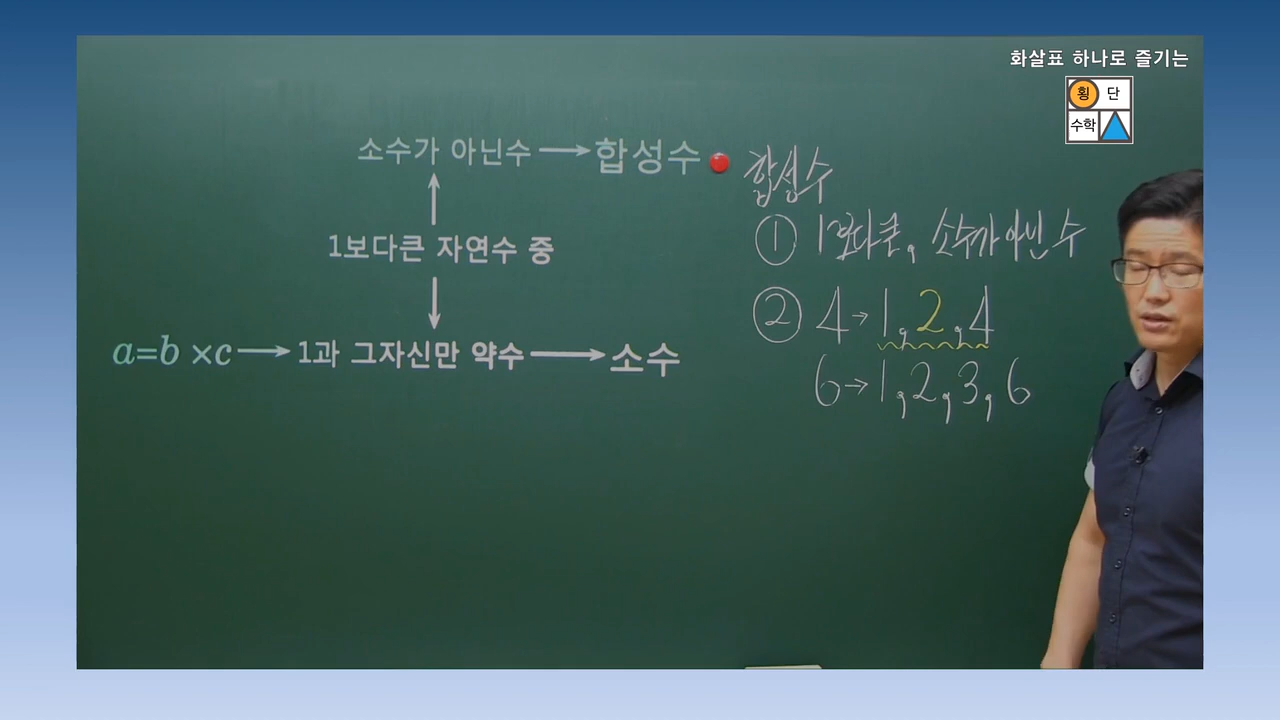 화살표 하나로 즐기는
횡 단
수학
소수가 아닌수 → 합성수
1보다큰 자연수 중
a=b ×c → 1과 그자신만 약수 → 소수
합성수
① 1보다큰, 소수가 아닌 수
② 4→1,2,4
6→1,2,3,6